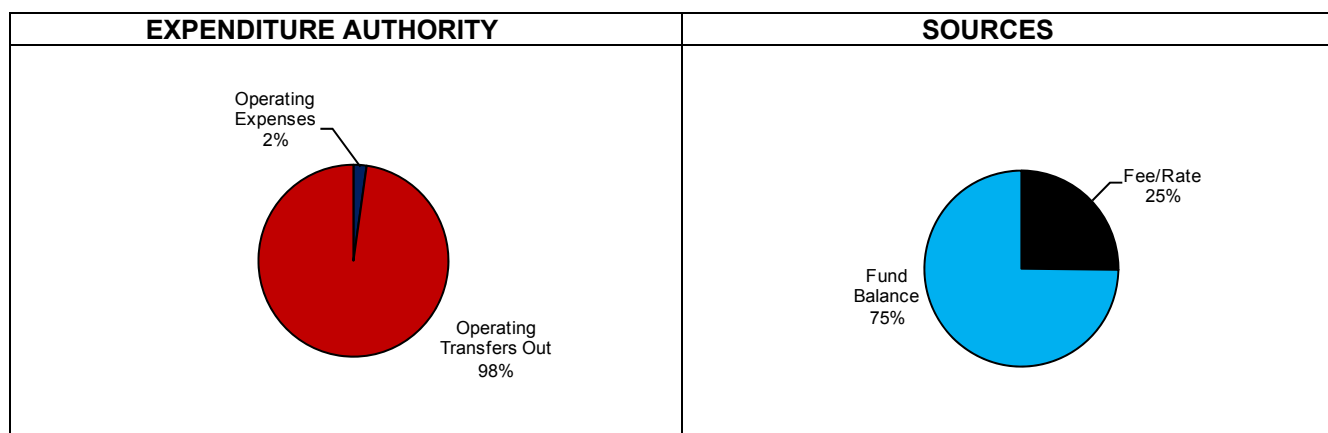 EXPENDITURE AUTHORITY
SOURCES
Operating
Expenses
2%
Operating
Transfers Out
98%
Fee/Rate
25%
Fund
Balance
75%